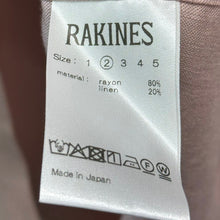 RAKINES
Size: 1 2 3 4 5
material: rayon 80%
linen 20%
Made in Japan